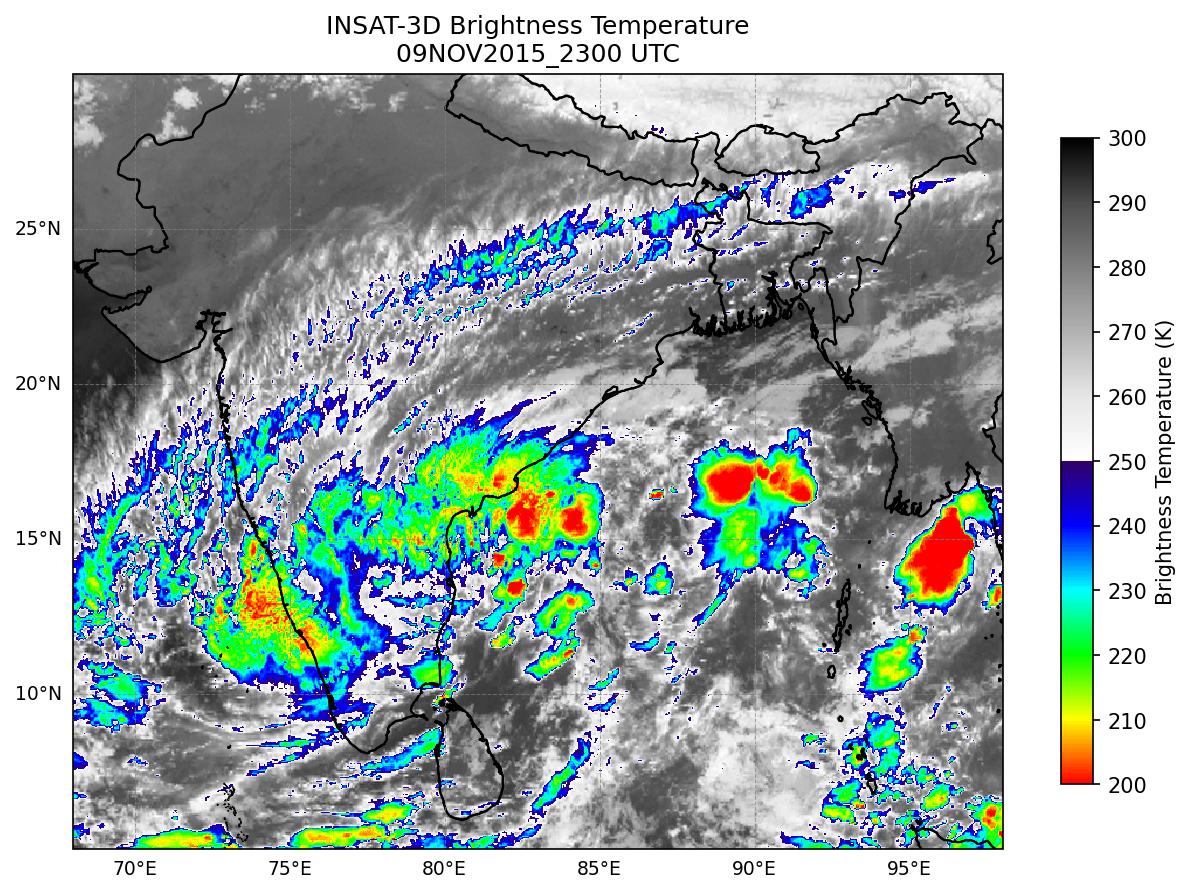 INSAT-3D Brightness Temperature
09NOV2015_2300 UTC
25°N
20°N
15°N
10°N
70°E
75°E
80°E
85°E
90°E
95°E
300
290
280
270
260
250
240
230
220
210
200
Brightness Temperature (K)